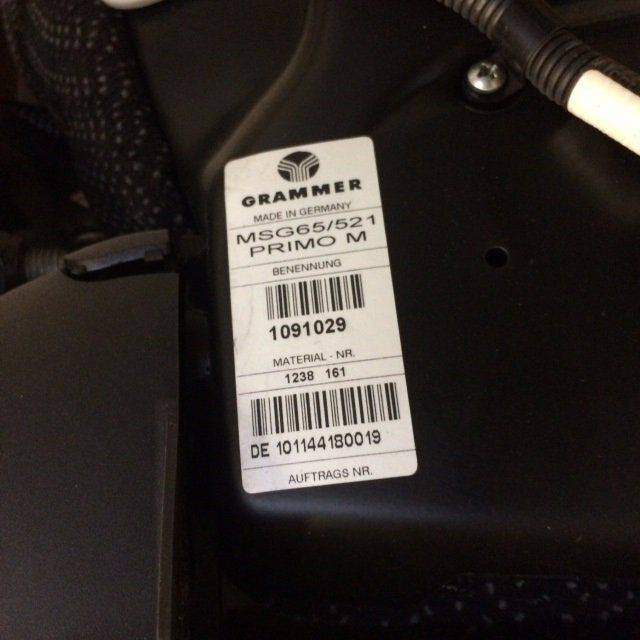 GRAMMER
MADE IN GERMANY
MSG65/521
PRIMO M
BENENNUNG
1091029
MATERIAL - NR.
1238 161
DE 101144180019
AUFTRAGS NR.